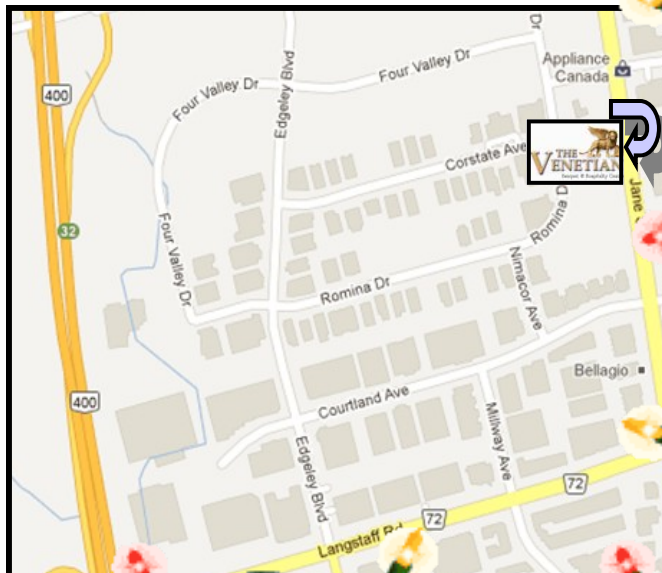 Dr
Appliance
Canada
400
Four Valley Dr
Edgeley Blvd
Four Valley Dr
Corstate Ave
THE
VENETIAN
Jane
32
Four Valley Dr
Romina Dr
Romina D
Nimacor Ave
400
Courtland Ave
Bellagio
Millway Ave
Edgeley Blvd
72
72
Langstaff Rd